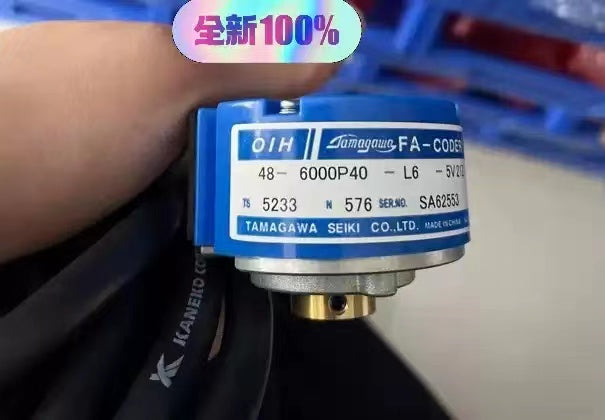 全新100%
OIH Tamagawa FA-CODER
48- 6000P40 - L6 -5V
TS 5233 N 576 SER.NO. SA62553
TAMAGAWA SEIKI CO.,LTD. MADE IN CHINA
KANEKO CO